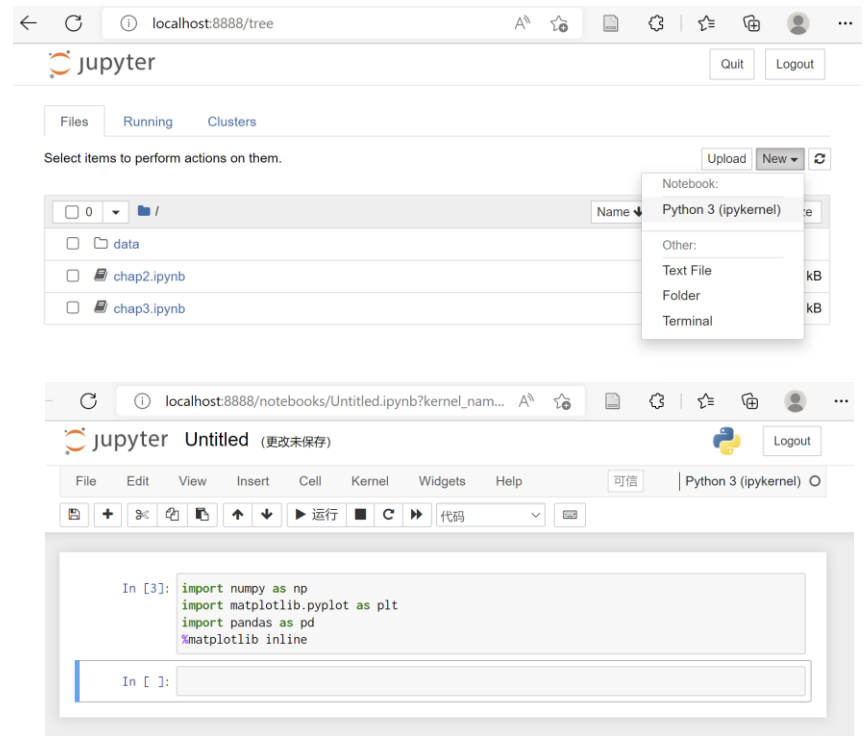 localhost:8888/tree
jupyter
Quit Logout
Files Running Clusters
Select items to perform actions on them.
Upload New
Notebook:
Python 3 (ipykernel)
Other:
Text File
Folder
Terminal
0 / Name
data
chap2.ipynb kB
chap3.ipynb kB
localhost:8888/notebooks/Untitled.ipynb?kernel_nam...
jupyter Untitled (更改未保存)
Logout
File Edit View Insert Cell Kernel Widgets Help 可信 Python 3 (ipykernel)
运行 代码
In [3]: import numpy as np
import matplotlib.pyplot as plt
import pandas as pd
%matplotlib inline
In [ ]: